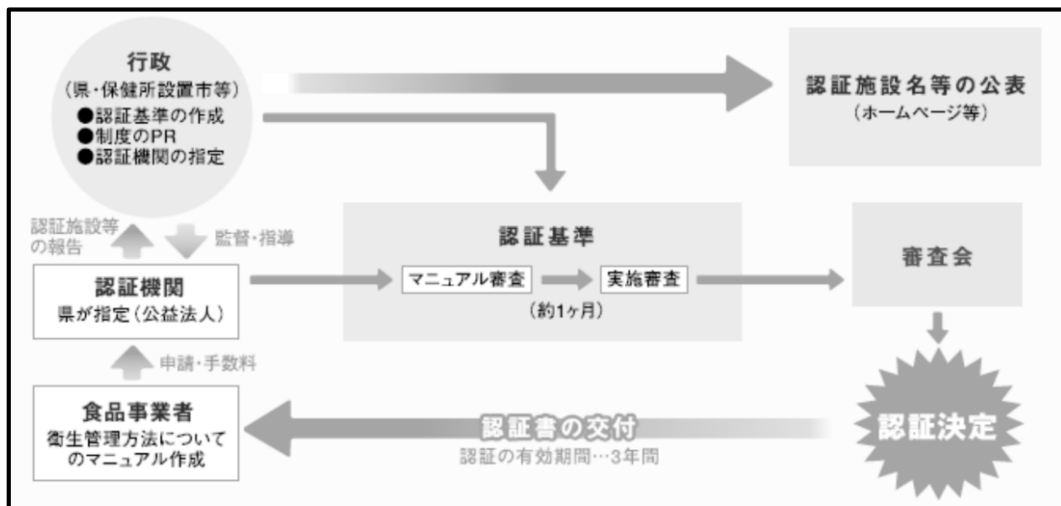 行政
(県・保健所設置市等)
●認証基準の作成
●制度のPR
●認証機関の指定
認証施設名等の公表
(ホームページ等)
認証施設等
の報告
監督・指導
認証基準
マニュアル審査
実施審査
(約1ヶ月)
審査会
認証機関
県が指定(公益法人)
申請・手数料
食品事業者
衛生管理方法について
のマニュアル作成
認証書の交付
認証の有効期間…3年間
認証決定